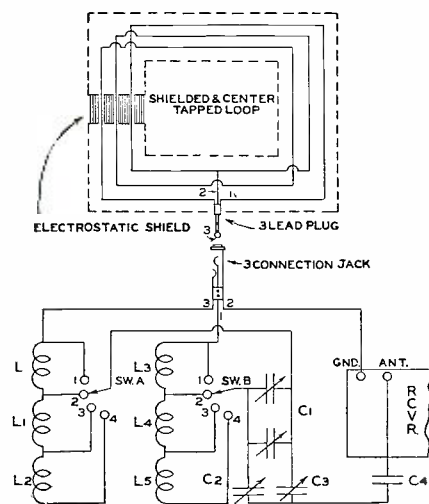 SHIELDED & CENTER
TAPPED LOOP
2 1
ELECTROSTATIC SHIELD
3
3 LEAD PLUG
3 CONNECTION JACK
3 2
1
L
L3
1
1
SW.A
SW.B
2
2
GND.
ANT.
L1
3
4
L4
3
4
C1
RCVR.
L2
L5
C2
C3
C4